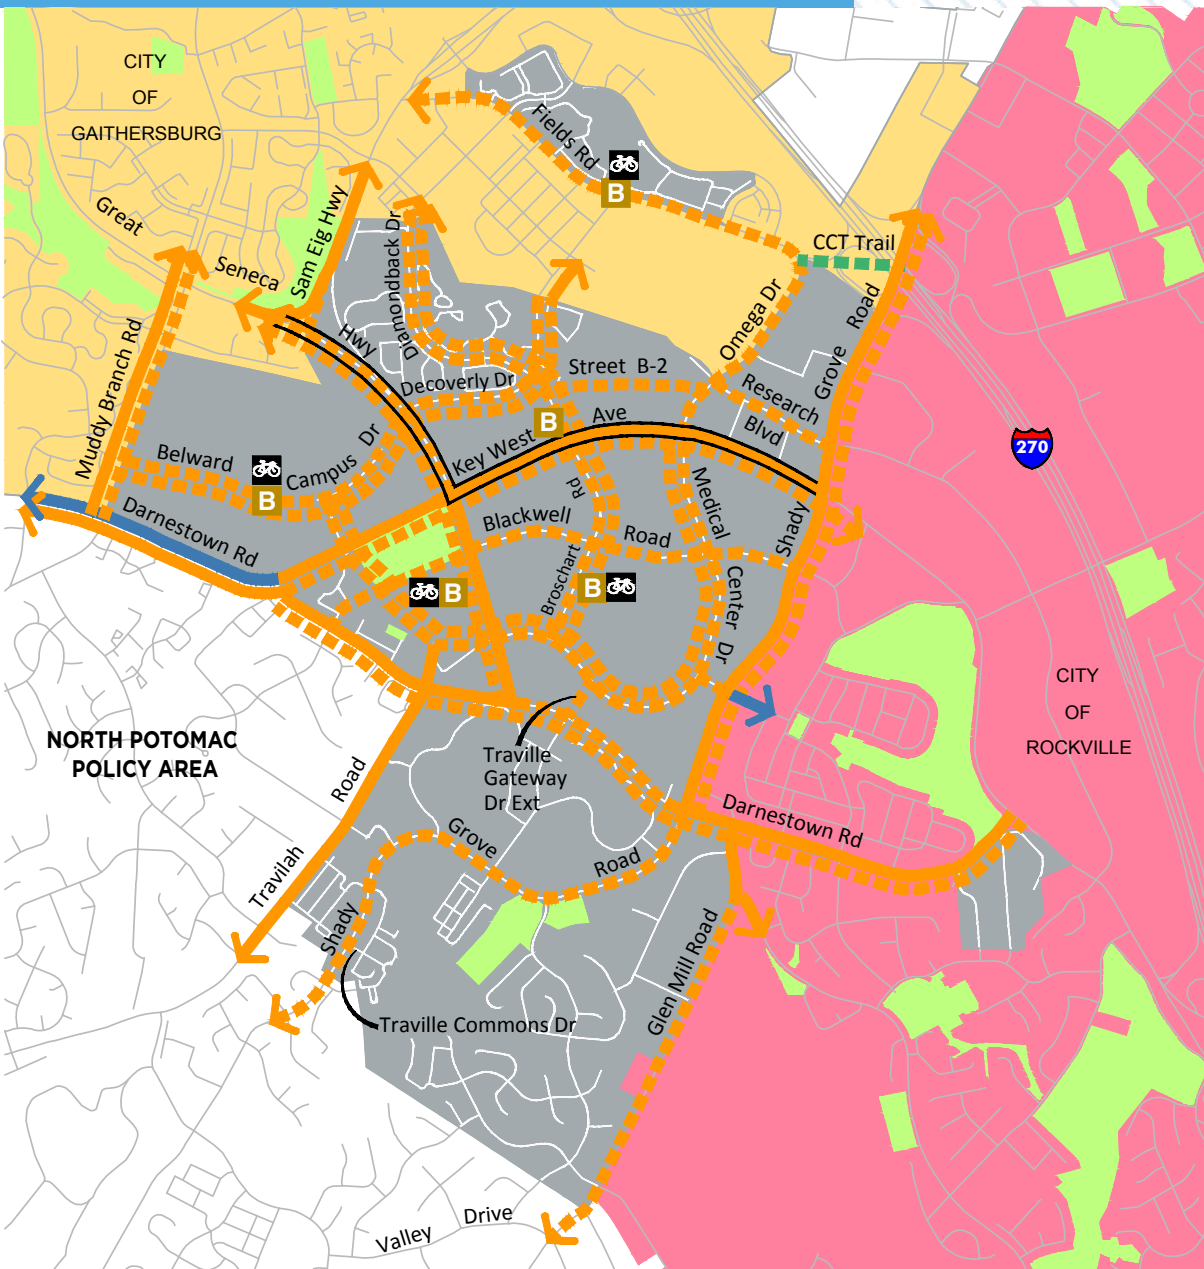 CITY
OF
GAITHERSBURG
Great
Seneca
Hwy
Sam Eig Hwy
Muddy Branch Rd
Diamondback Dr
Fields Rd
B
CCT Trail
Omega Dr
Street B-2
Decoverly Dr
Research
Blvd
Grove
Road
Shady
Key West
Ave
B
Belward
Campus
Dr
B
Darnestown Rd
270
Blackwell
Road
Rd
Broschart
Medical
Center
Dr
B
B
CITY
OF
ROCKVILLE
NORTH POTOMAC
POLICY AREA
Traville
Gateway
Dr Ext
Road
Travilah
Darnestown Rd
Grove
Road
Shady
Glen Mill Road
Traville Commons Dr
Valley
Drive